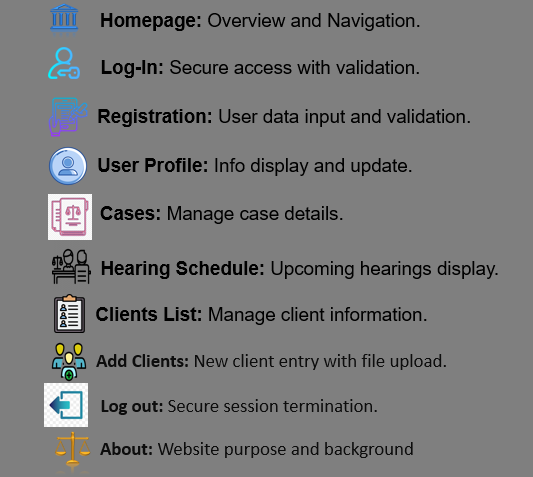 Homepage: Overview and Navigation.
Log-In: Secure access with validation.
Registration: User data input and validation.
User Profile: Info display and update.
Cases: Manage case details.
Hearing Schedule: Upcoming hearings display.
Clients List: Manage client information.
Add Clients: New client entry with file upload.
Log out: Secure session termination.
About: Website purpose and background